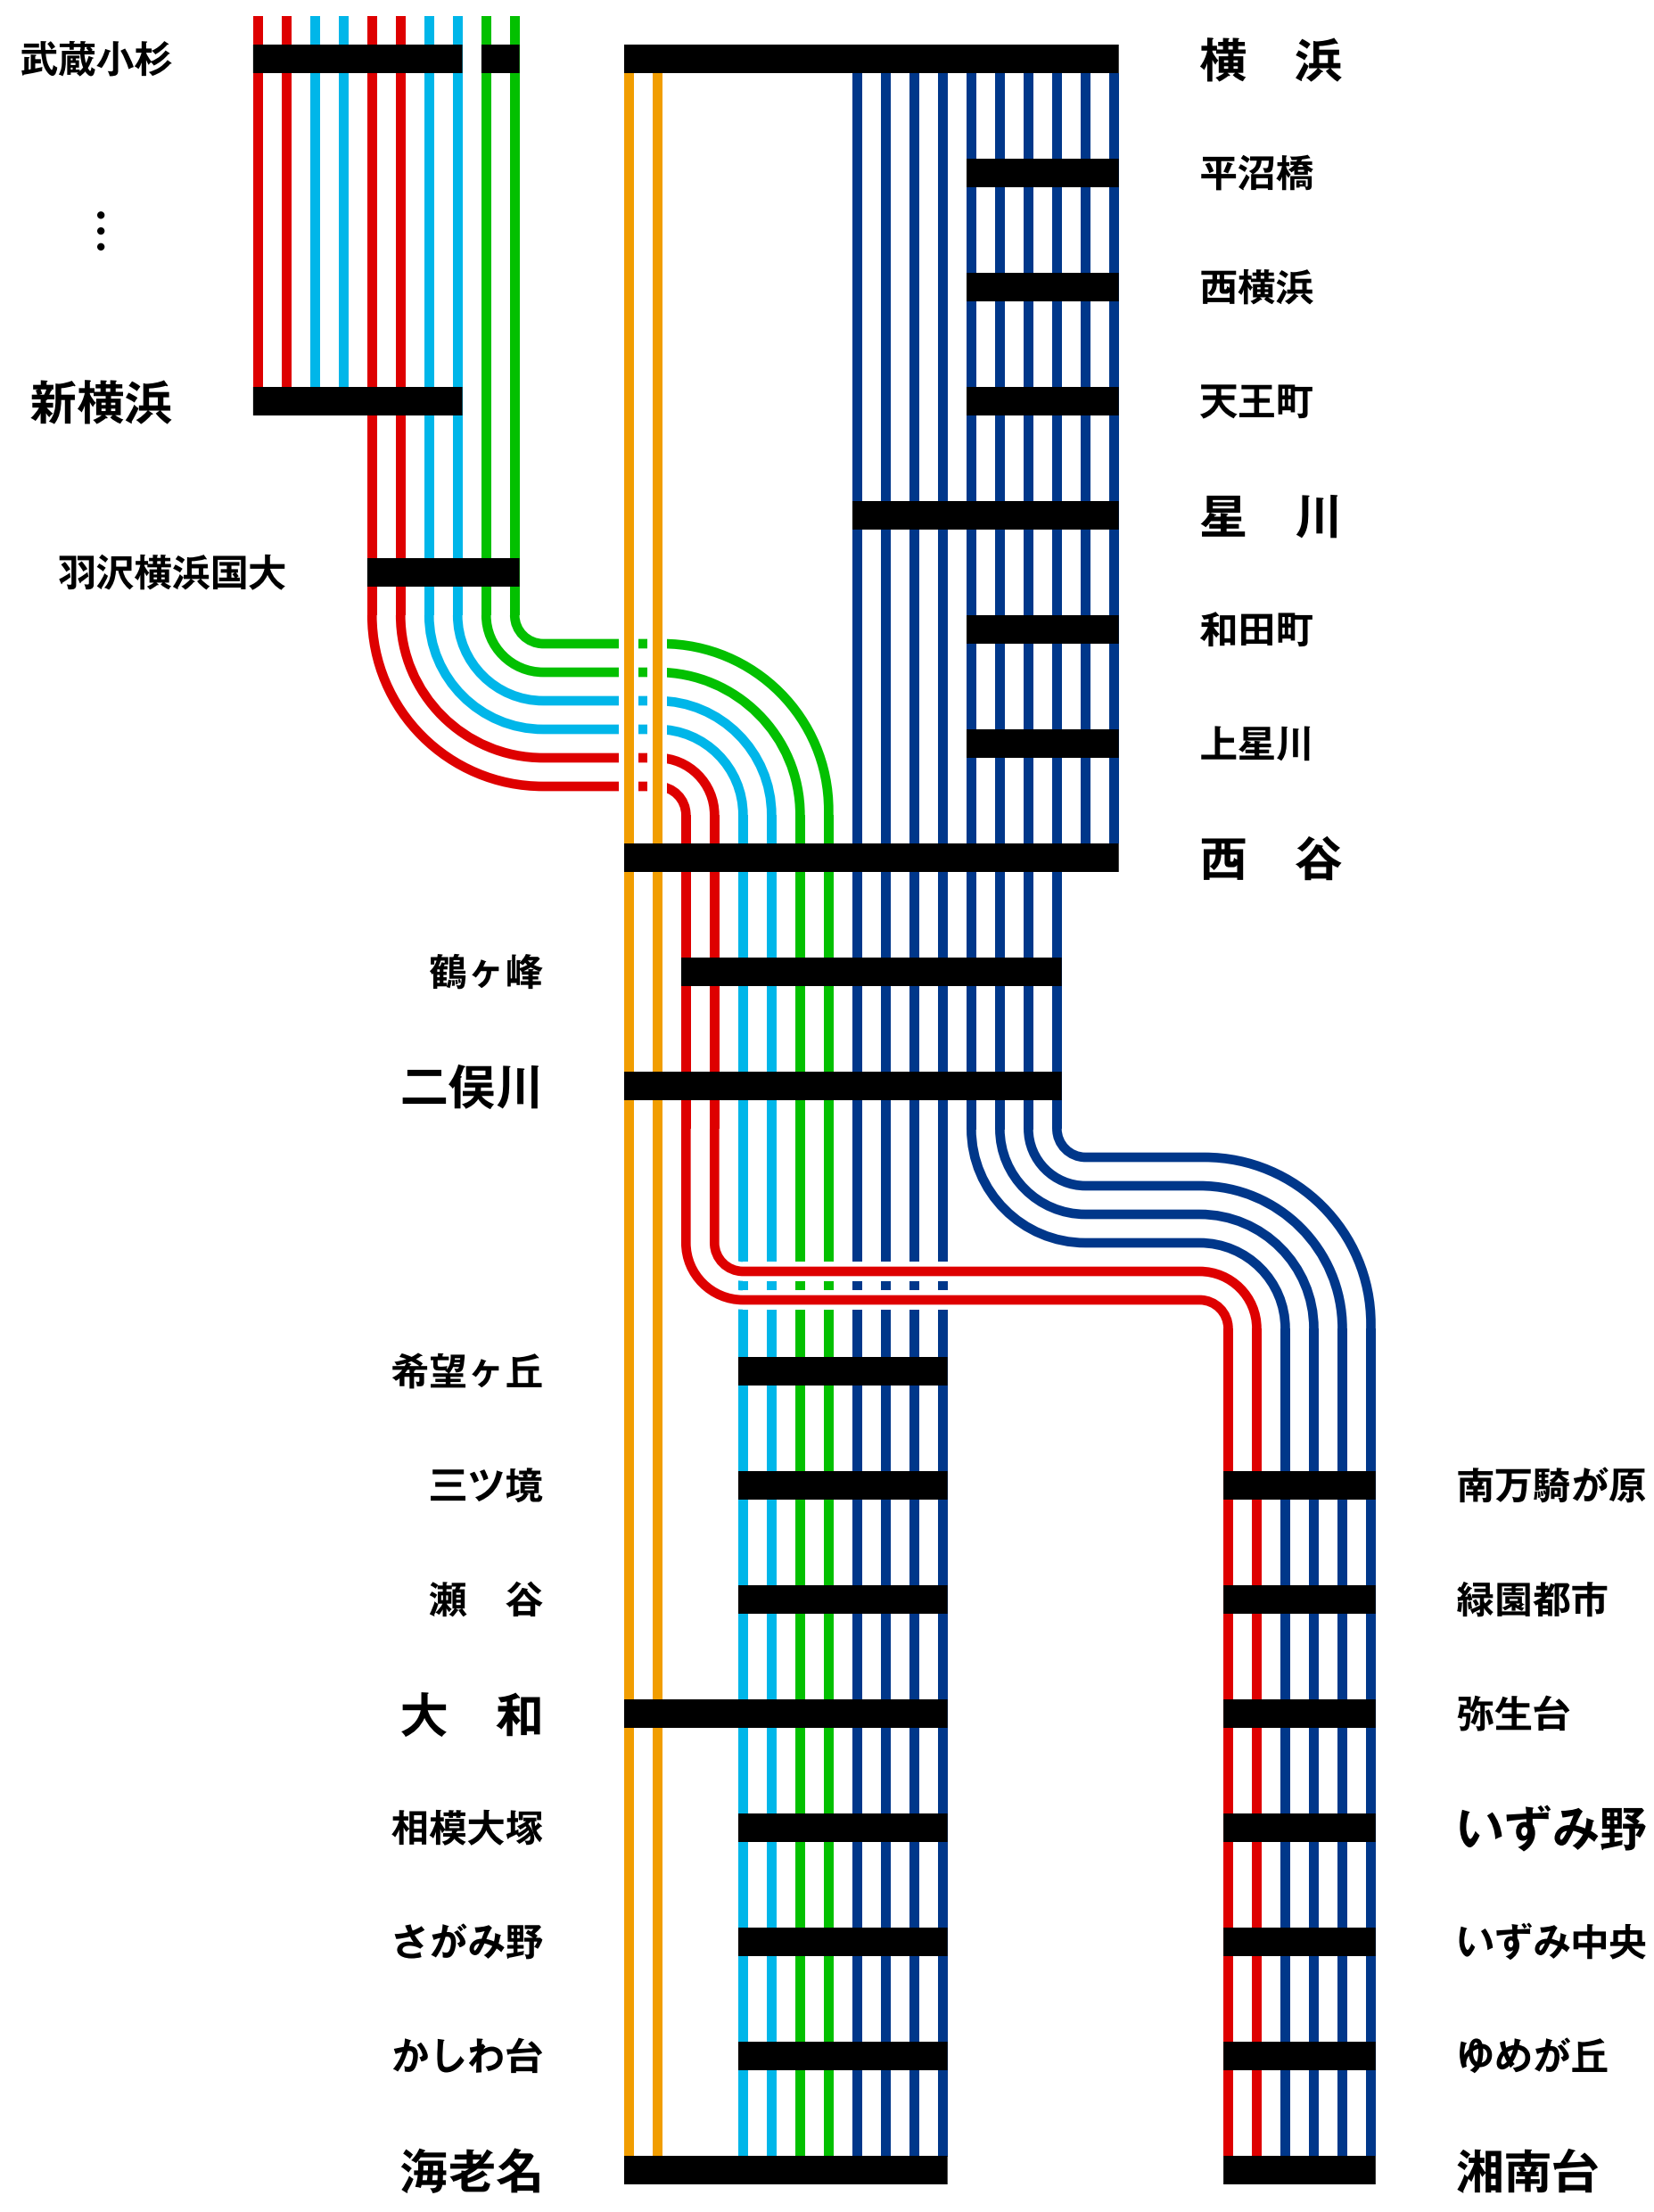 武蔵小杉
横　浜
平沼橋
⋮
西横浜
新横浜
天王町
星　川
羽沢横浜国大
和田町
上星川
西　谷
鶴ヶ峰
二俣川
希望ヶ丘
三ツ境
南万騎が原
瀬　谷
緑園都市
大　和
弥生台
相模大塚
いずみ野
さがみ野
いずみ中央
かしわ台
ゆめが丘
海老名
湘南台